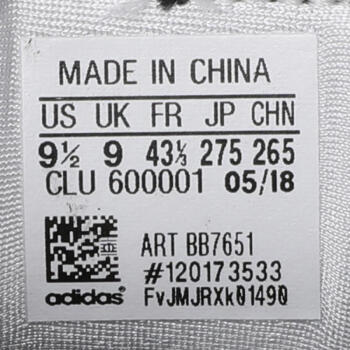 MADE IN CHINA
US UK FR JP CHN
9½ 9 43⅓ 275 265
CLU 600001 05/18
ART BB7651
#120173533
adidas FvJMJRXk01490